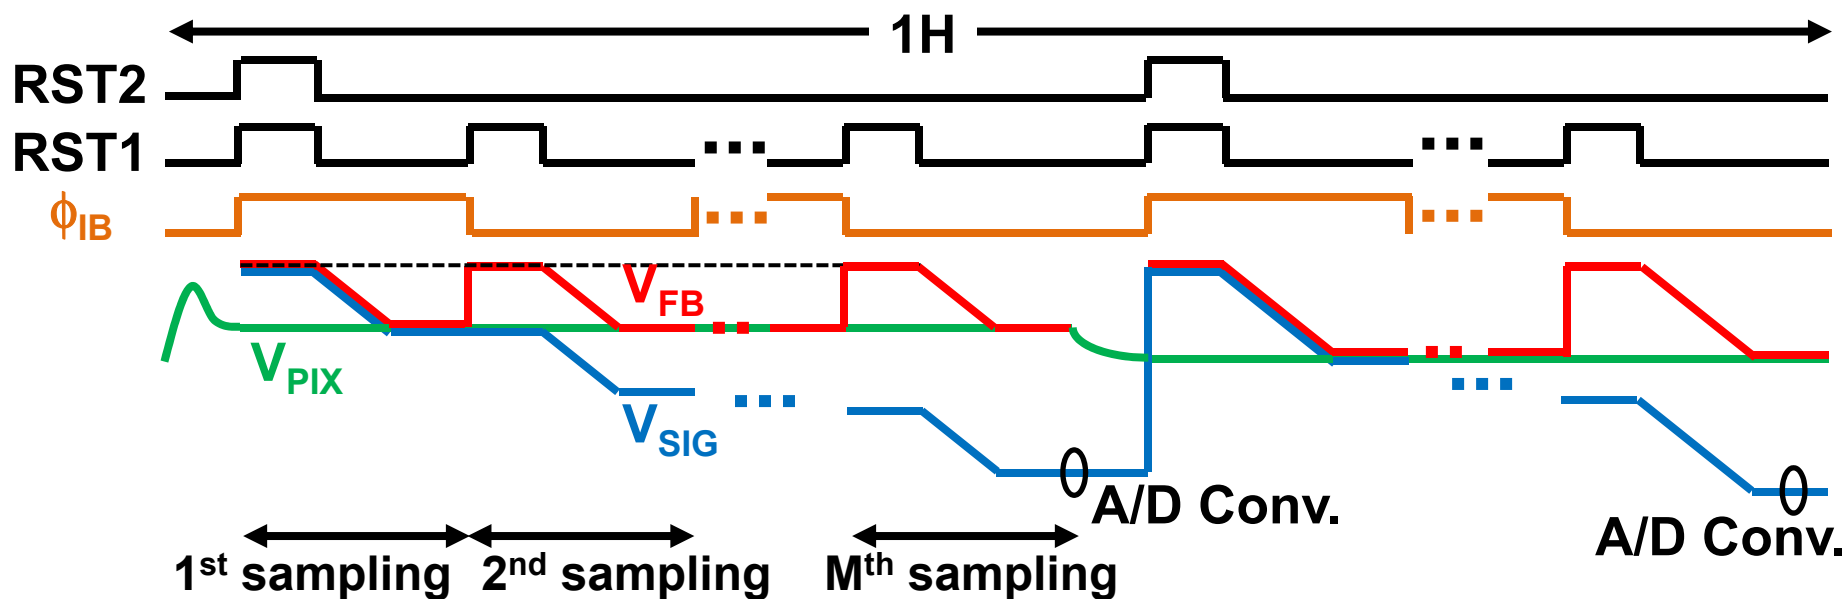 1H
RST2
RST1
ϕIB
VFB
VPIX
VSIG
A/D Conv.
A/D Conv.
1st sampling 2nd sampling Mth sampling